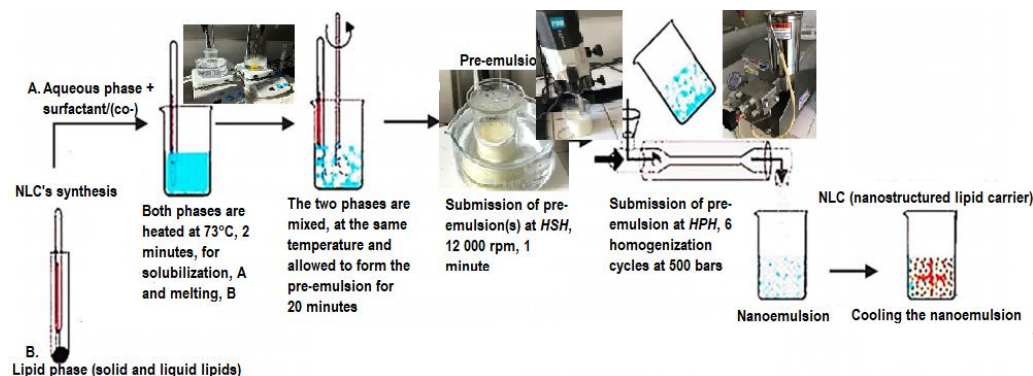 A. Aqueous phase +
surfactant/(co-)
NLC's synthesis
B.
Lipid phase (solid and liquid lipids)
Both phases are
heated at 73°C, 2
minutes, for
solubilization, A
and melting, B
The two phases are
mixed, at the same
temperature and
allowed to form the
pre-emulsion for
20 minutes
Pre-emulsion
Submission of pre-
emulsion(s) at HSH,
12 000 rpm, 1
minute
Submission of pre-
emulsion at HPH, 6
homogenization
cycles at 500 bars
Nanoemulsion
NLC (nanostructured lipid carrier)
Cooling the nanoemulsion